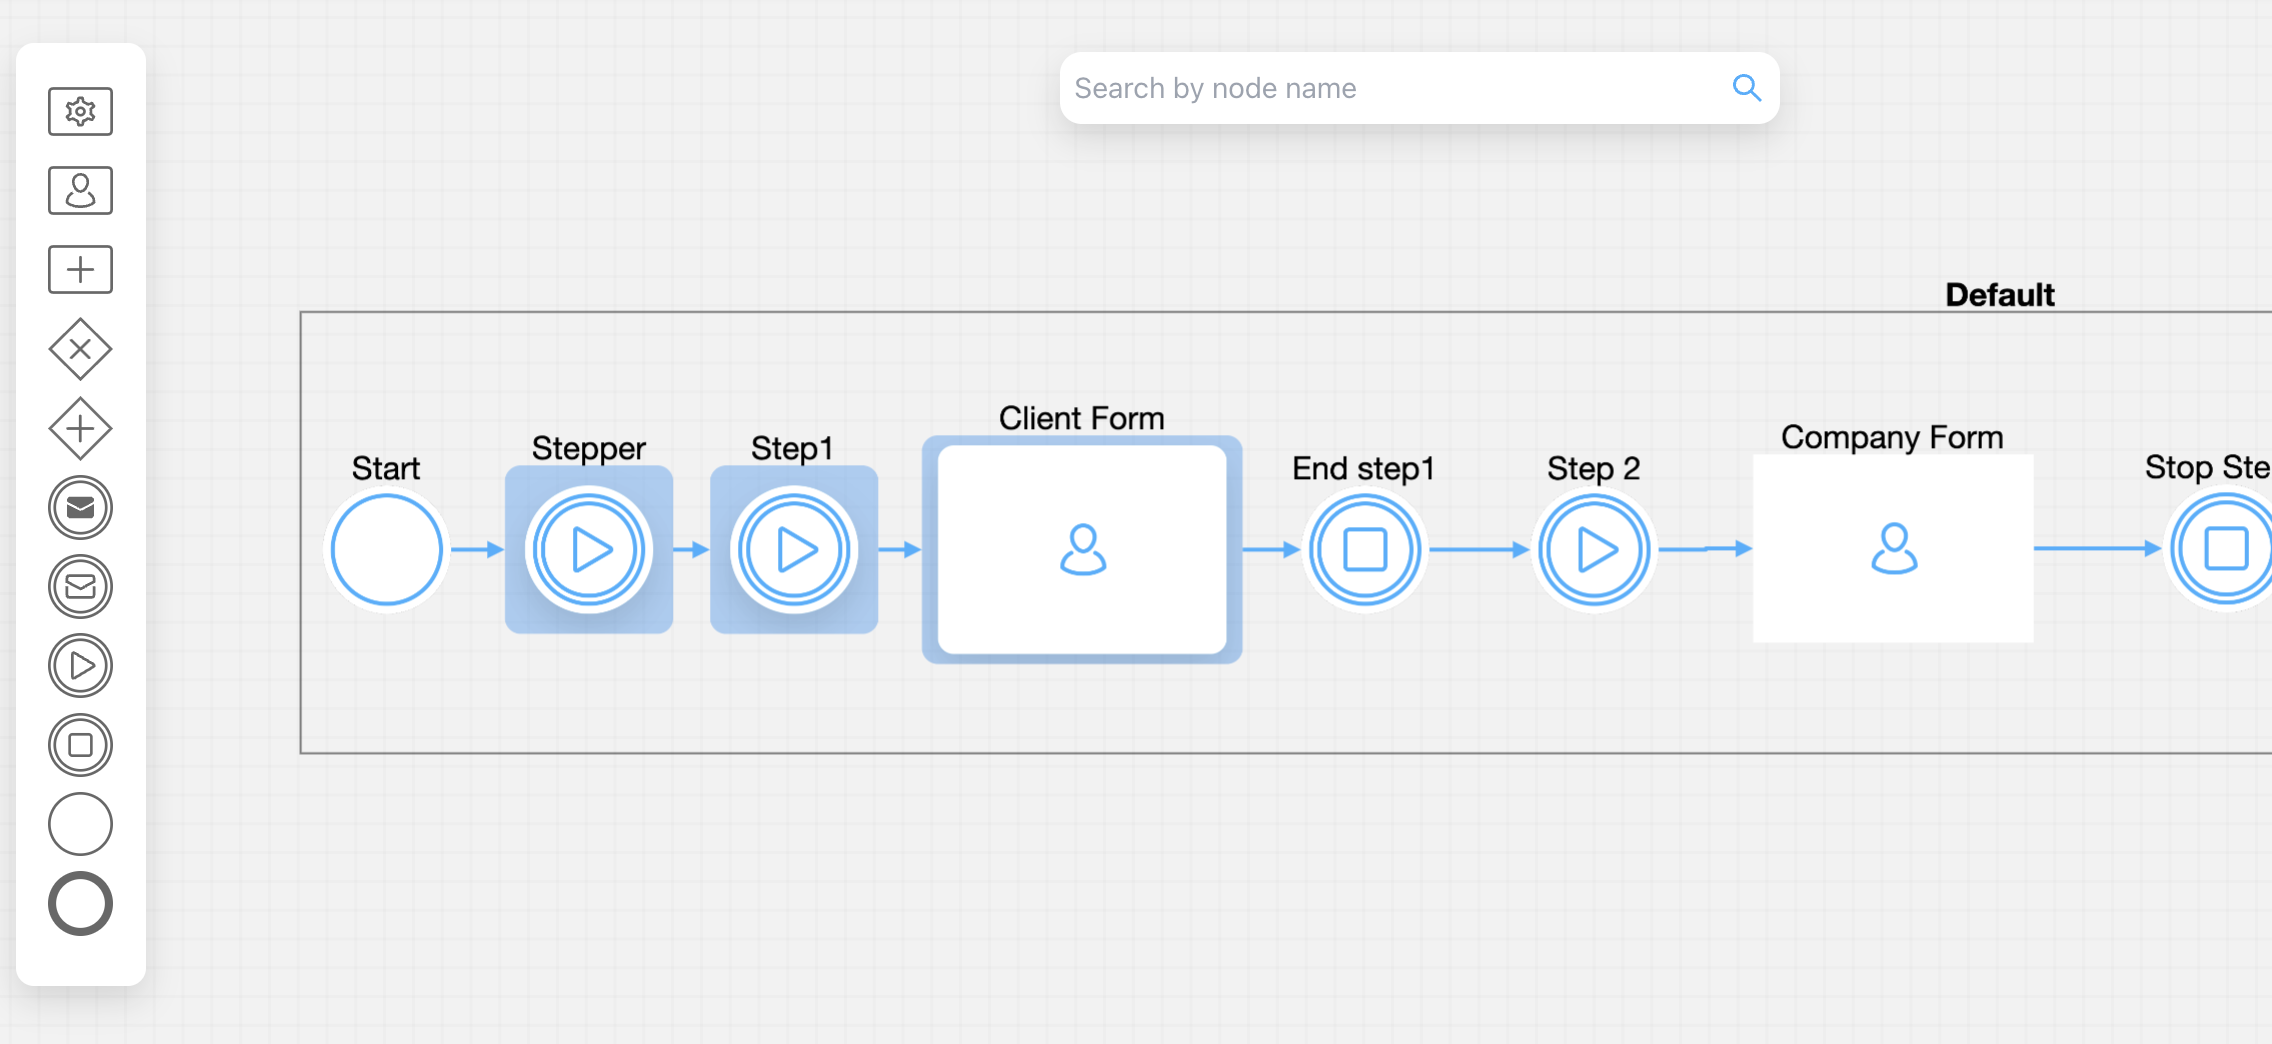 Search by node name
Default
Start
Stepper
Step1
Client Form
End step1
Step 2
Company Form
Stop Ste